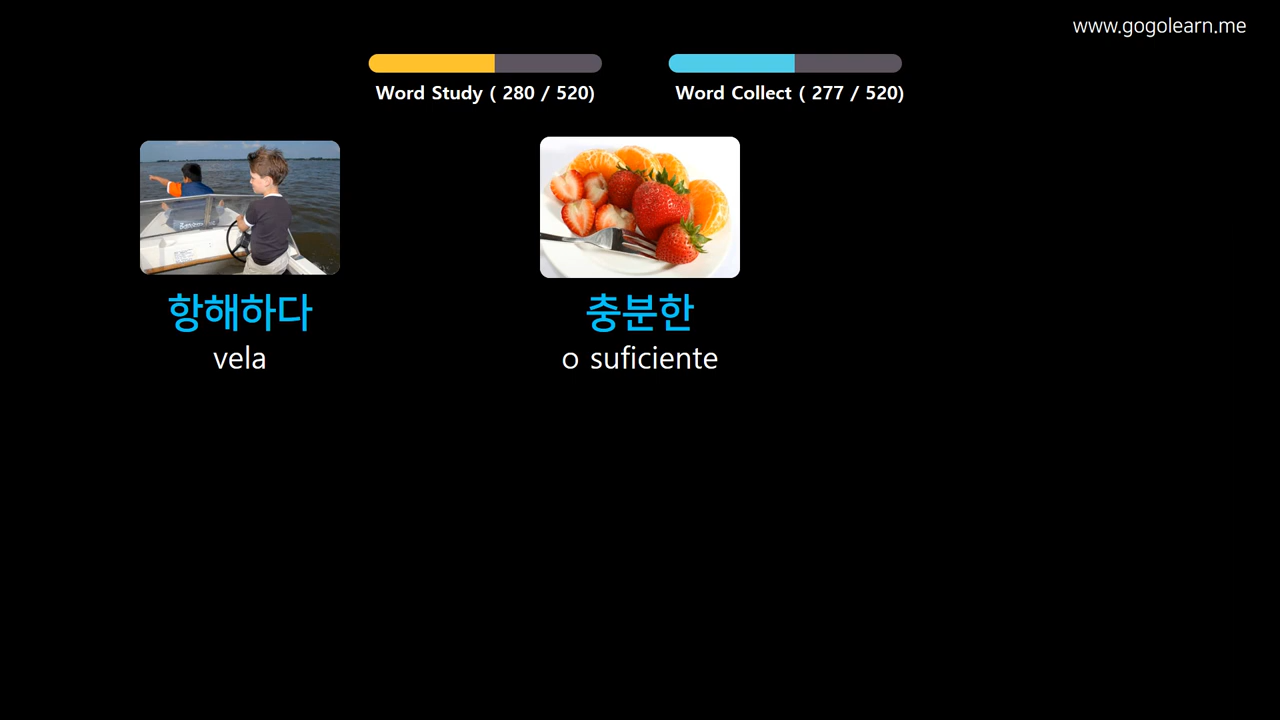 www.gogolearn.me
Word Study ( 280 / 520)
Word Collect ( 277 / 520)
항해하다
vela
충분한
o suficiente